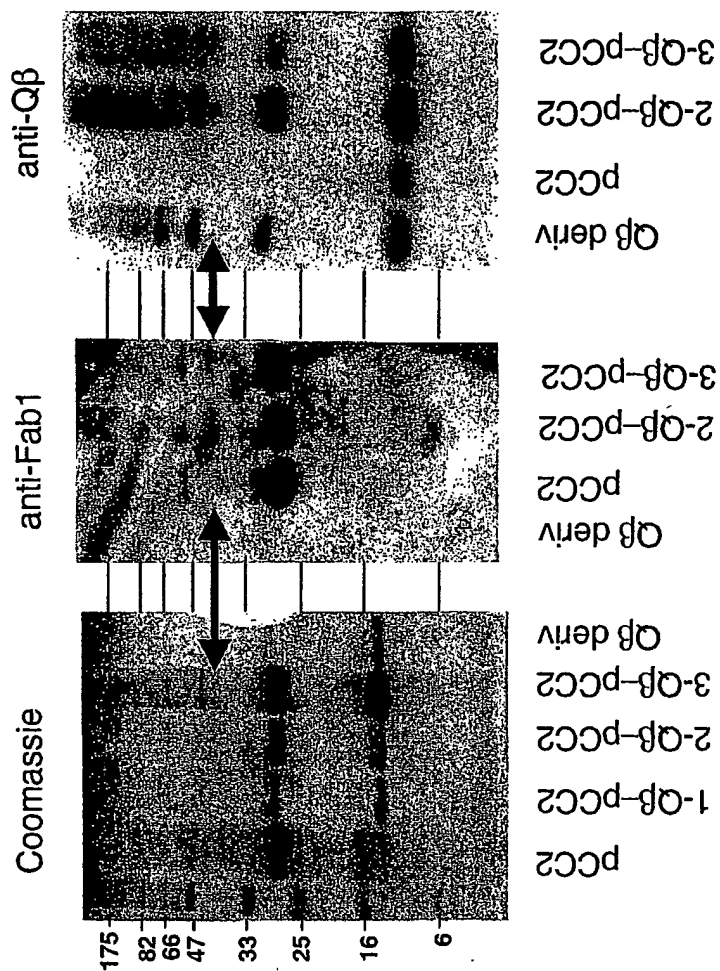 Coomassie
anti-Fab1
anti-Qβ
175
82
66
47
33
25
16
6
pCC2
1-Qβ-pCC2
2-Qβ-pCC2
3-Qβ-pCC2
Qβ deriv
Qβ deriv
pCC2
2-Qβ-pCC2
3-Qβ-pCC2
Qβ deriv
pCC2
2-Qβ-pCC2
3-Qβ-pCC2